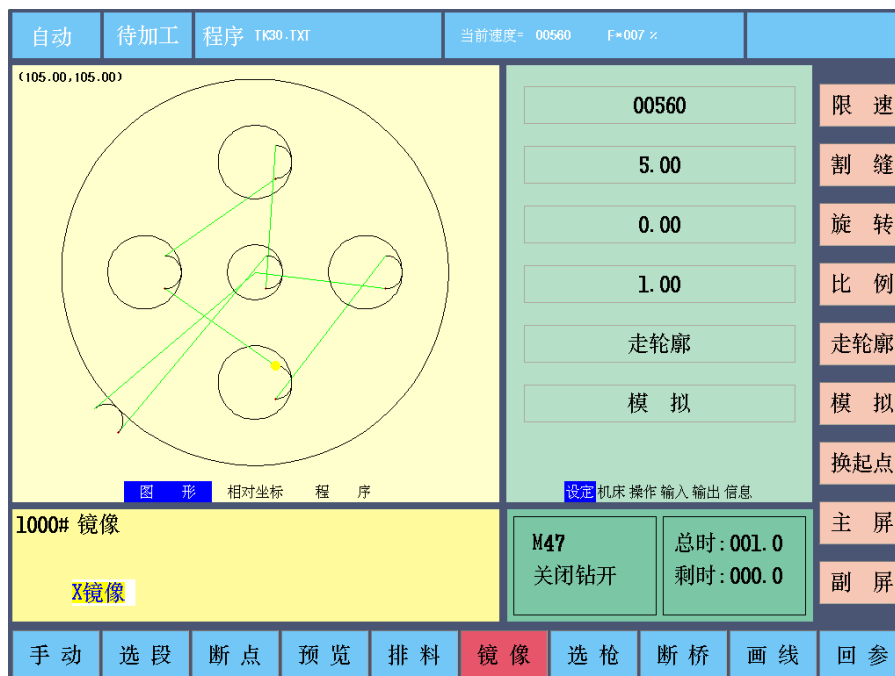 自动 待加工 程序 TK30.TXT 当前速度= 00560 F*007 %
(105.00,105.00)
00560 限 速
5.00 割 缝
0.00 旋 转
1.00 比 例
走轮廓 走轮廓
模 拟 模 拟
换起点
图 形 相对坐标 程 序 设定 机床 操作 输入 输出 信息
1000# 镜像 主 屏
M47 总时:001.0
关闭钻开 剩时:000.0
X镜像 副 屏
手 动 选 段 断 点 预 览 排 料 镜 像 选 枪 断 桥 画 线 回 参